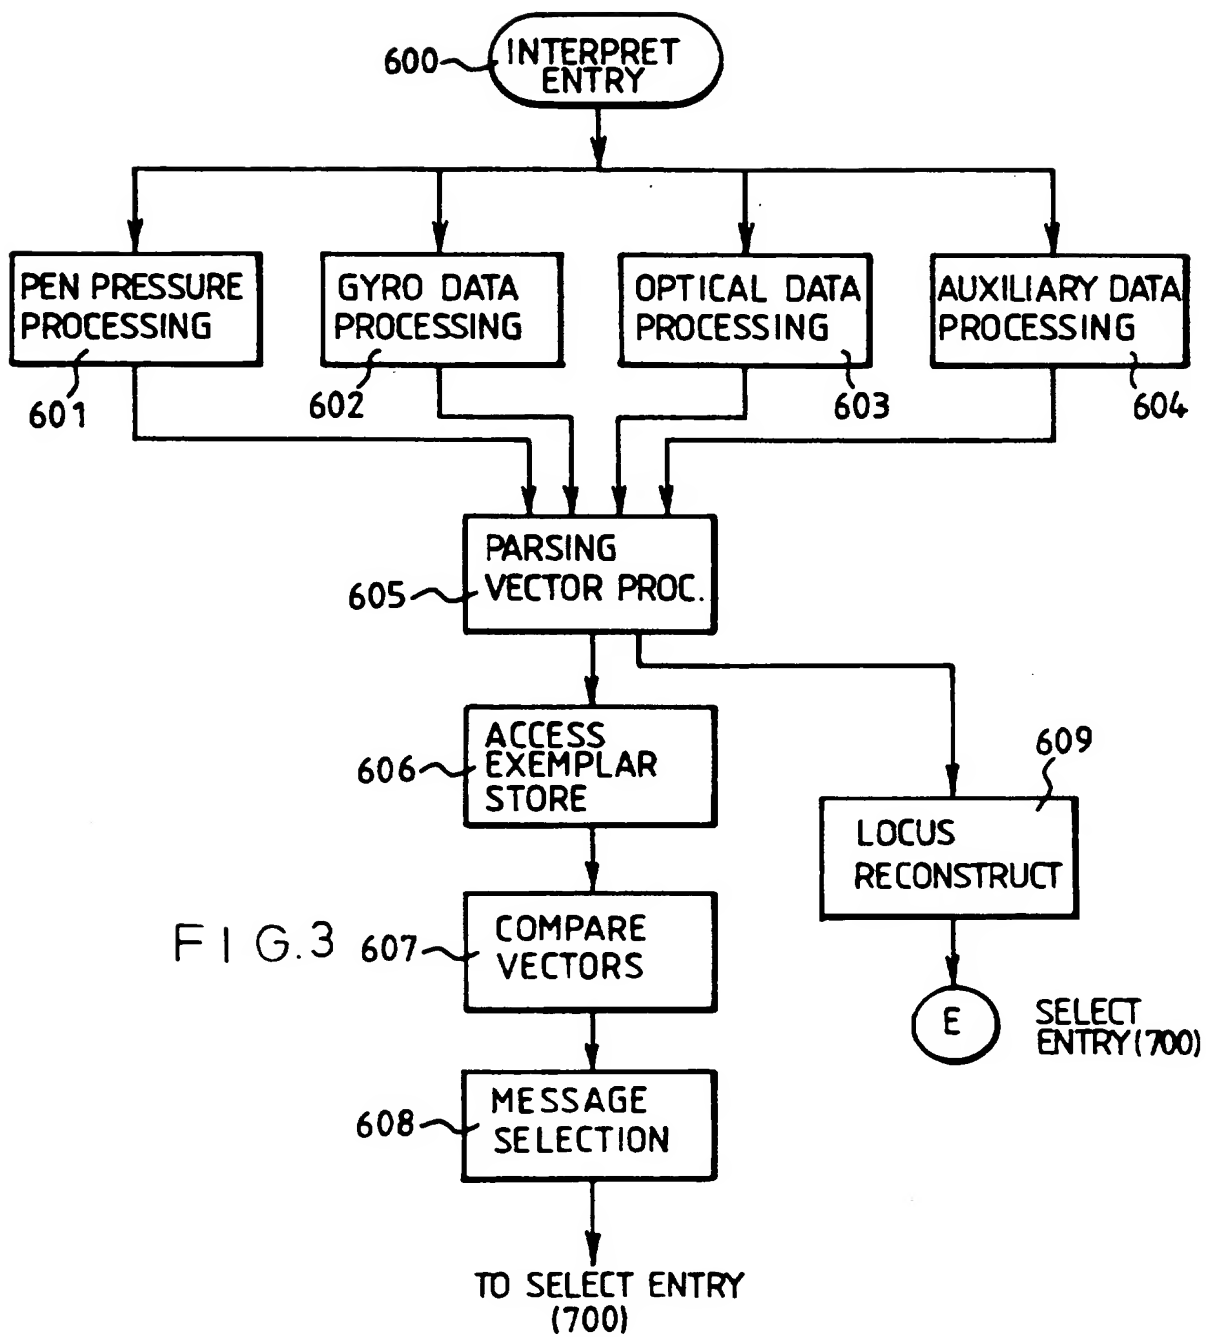 600
INTERPRET
ENTRY
PEN PRESSURE
PROCESSING
601
GYRO DATA
PROCESSING
602
OPTICAL DATA
PROCESSING
603
AUXILIARY DATA
PROCESSING
604
PARSING
VECTOR PROC.
605
ACCESS
EXEMPLAR
STORE
606
609
LOCUS
RECONSTRUCT
FIG.3
607
COMPARE
VECTORS
E
SELECT
ENTRY(700)
608
MESSAGE
SELECTION
TO SELECT ENTRY
(700)